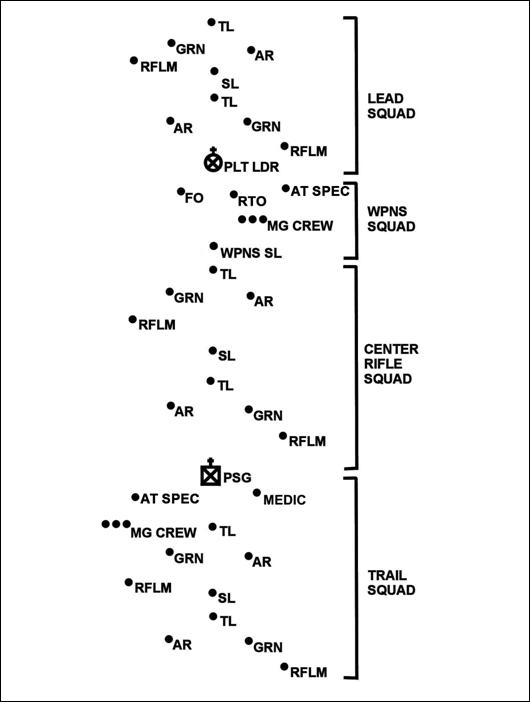 TL
GRN
AR
RFLM
SL
TL
AR
GRN
RFLM
PLT LDR
LEAD
SQUAD
FO
RTO
AT SPEC
MG CREW
WPNS SL
WPNS
SQUAD
TL
GRN
AR
RFLM
SL
TL
AR
GRN
RFLM
CENTER
RIFLE
SQUAD
PSG
AT SPEC
MEDIC
MG CREW
TL
GRN
AR
RFLM
SL
TL
AR
GRN
RFLM
TRAIL
SQUAD